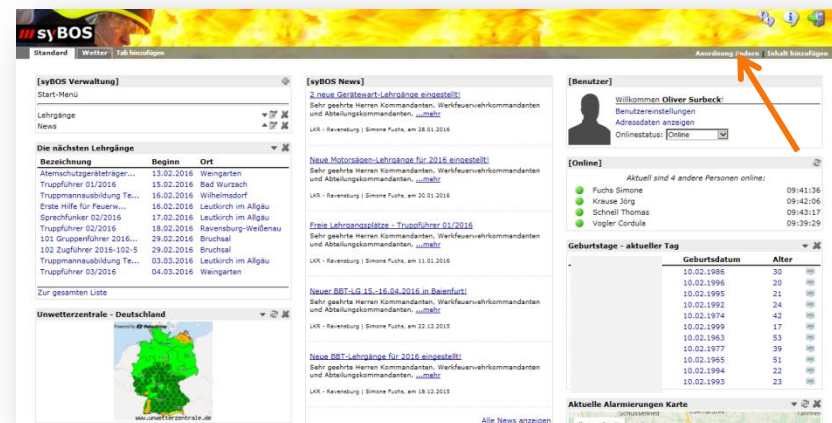 syBOS
Standard Wetter Tab hinzufügen
Anordnung ändern | Inhalt hinzufügen
[syBOS Verwaltung]
Start-Menü
Lehrgänge
News
Die nächsten Lehrgänge
Bezeichnung Beginn Ort
Atemschutzgeräteträger... 13.02.2016 Weingarten
Truppführer 01/2016 15.02.2016 Bad Wurzach
Truppmannausbildung Te... 16.02.2016 Wilhelmsdorf
Erste Hilfe für Feuerw... 16.02.2016 Leutkirch im Allgäu
Sprechfunker 02/2016 17.02.2016 Leutkirch im Allgäu
Truppführer 02/2016 18.02.2016 Ravensburg-Weißenau
101 Gruppenführer 2016... 29.02.2016 Bruchsal
102 Zugführer 2016-102-5 29.02.2016 Bruchsal
Truppmannausbildung Te... 03.03.2016 Leutkirch im Allgäu
Truppführer 03/2016 04.03.2016 Weingarten
Zur gesamten Liste
Unwetterzentrale - Deutschland
Powered by MeteoGroup
www.unwetterzentrale.de
[syBOS News]
2 neue Gerätewart-Lehrgänge eingestellt!
Sehr geehrte Herren Kommandanten, Werkfeuerwehrkommandanten
und Abteilungskommandanten, ...mehr
LKR - Ravensburg | Simone Fuchs, am 28.01.2016
Neue Motorsägen-Lehrgänge für 2016 eingestellt!
Sehr geehrte Herren Kommandanten, Werkfeuerwehrkommandanten
und Abteilungskommandanten, ...mehr
LKR - Ravensburg | Simone Fuchs, am 20.01.2016
Freie Lehrgangsplätze - Truppführer 01/2016
Sehr geehrte Herren Kommandanten, Werkfeuerwehrkommandanten
und Abteilungskommandanten, ...mehr
LKR - Ravensburg | Simone Fuchs, am 11.01.2016
Neuer BBT-LG 15.-16.04.2016 in Baienfurt!
Sehr geehrte Herren Kommandanten, Werkfeuerwehrkommandanten
und Abteilungskommandanten, ...mehr
LKR - Ravensburg | Simone Fuchs, am 22.12.2015
Neue BBT-Lehrgänge für 2016 eingestellt!
Sehr geehrte Herren Kommandanten, Werkfeuerwehrkommandanten
und Abteilungskommandanten, ...mehr
LKR - Ravensburg | Simone Fuchs, am 18.12.2015
Alle News anzeigen
[Benutzer]
Willkommen Oliver Surbeck!
Benutzereinstellungen
Adressdaten anzeigen
Onlinestatus: Online
[Online]
Aktuell sind 4 andere Personen online:
Fuchs Simone 09:41:36
Krause Jörg 09:42:06
Schnell Thomas 09:43:17
Vogler Cordula 09:39:29
Geburtstage - aktueller Tag
Geburtsdatum Alter
10.02.1986 30
10.02.1996 20
10.02.1995 21
10.02.1992 24
10.02.1974 42
10.02.1999 17
10.02.1963 53
10.02.1977 39
10.02.1965 51
10.02.1994 22
10.02.1993 23
Aktuelle Alarmierungen Karte